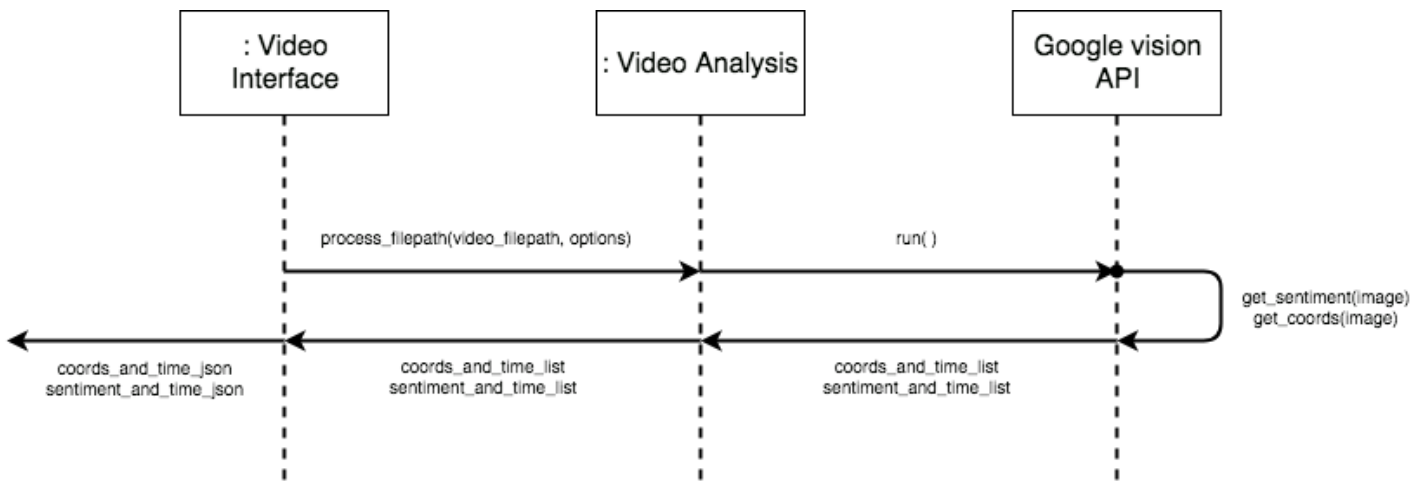 : Video
Interface
: Video Analysis
Google vision
API
process_filepath(video_filepath, options)
run( )
get_sentiment(image)
get_coords(image)
coords_and_time_json
sentiment_and_time_json
coords_and_time_list
sentiment_and_time_list
coords_and_time_list
sentiment_and_time_list